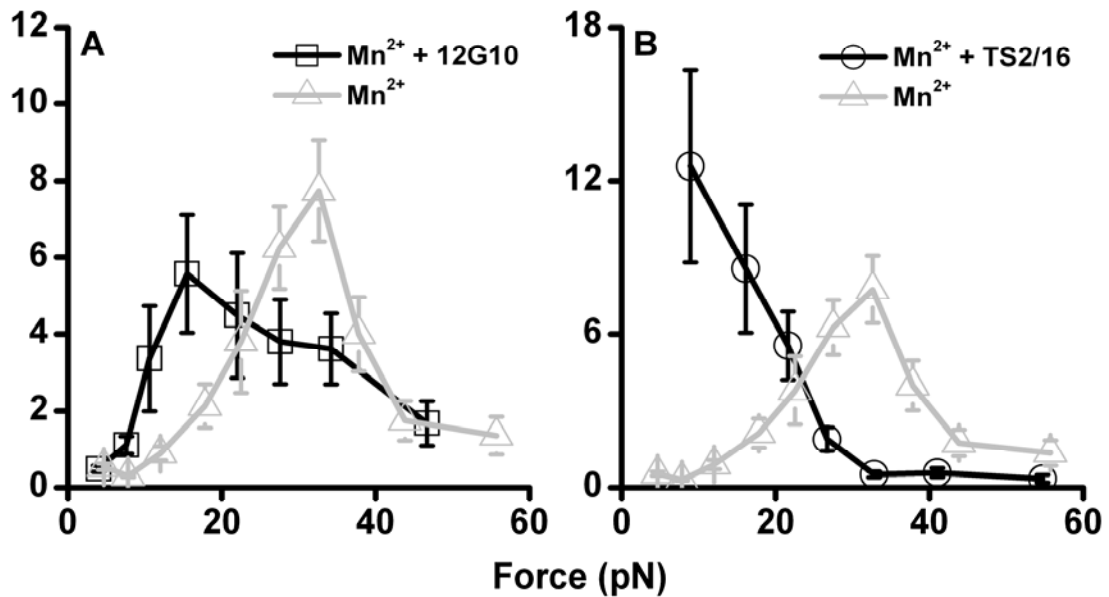 12
10
8
6
4
2
0
A
Mn²⁺ + 12G10
Mn²⁺
0 20 40 60
18
12
6
0
B
Mn²⁺ + TS2/16
Mn²⁺
0 20 40 60
Force (pN)